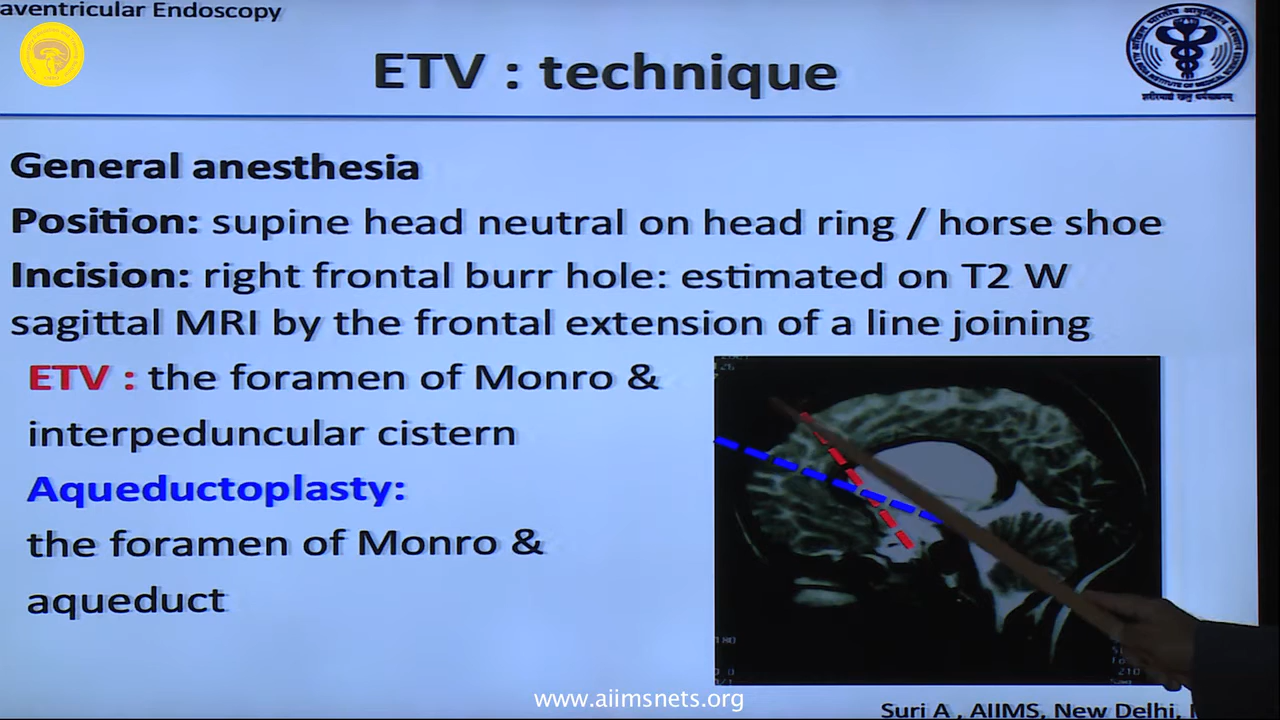 aventricular Endoscopy
ETV : technique
General anesthesia
Position: supine head neutral on head ring / horse shoe
Incision: right frontal burr hole: estimated on T2 W
sagittal MRI by the frontal extension of a line joining
ETV : the foramen of Monro &
interpeduncular cistern
Aqueductoplasty:
the foramen of Monro &
aqueduct
www.aiimsnets.org
Suri A , AIIMS, New Delhi,